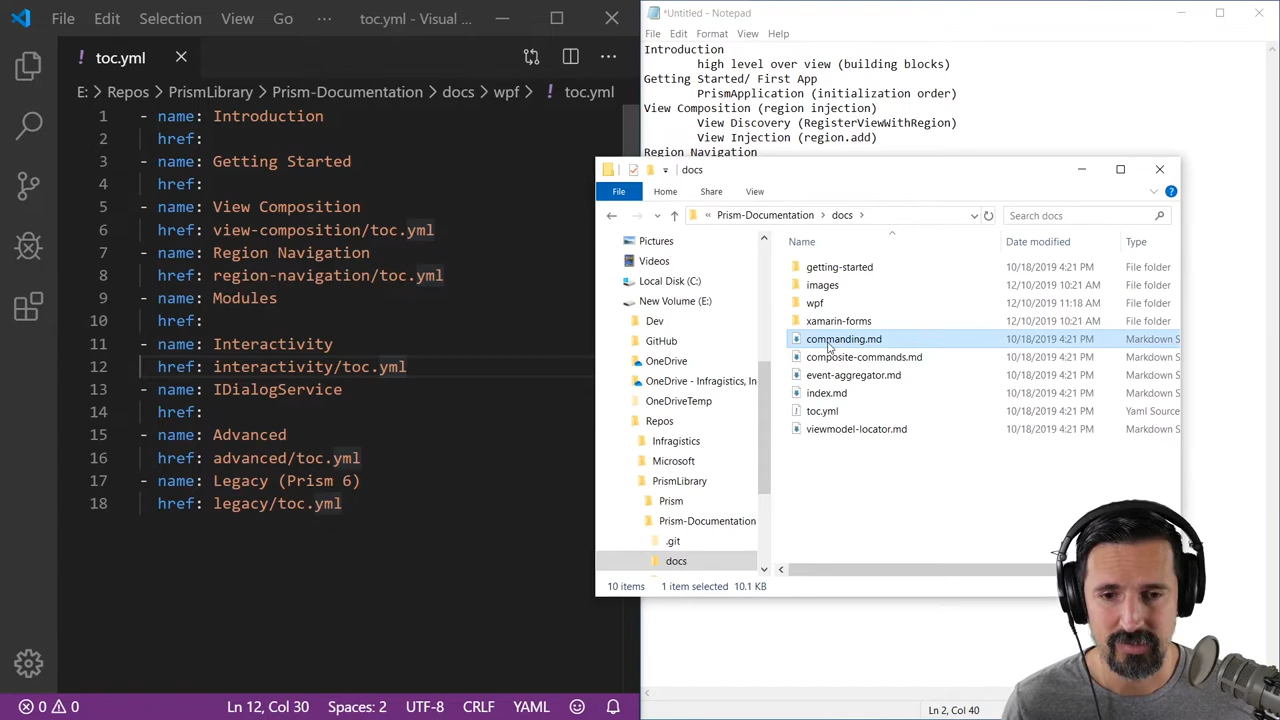 File Edit Selection View Go ··· toc.yml - Visual ...
toc.yml
E: > Repos > PrismLibrary > Prism-Documentation > docs > wpf > ! toc.yml
1 - name: Introduction
2 href:
3 - name: Getting Started
4 href:
5 - name: View Composition
6 href: view-composition/toc.yml
7 - name: Region Navigation
8 href: region-navigation/toc.yml
9 - name: Modules
10 href:
11 - name: Interactivity
12 href: interactivity/toc.yml
13 - name: IDialogService
14 href:
15 - name: Advanced
16 href: advanced/toc.yml
17 - name: Legacy (Prism 6)
18 href: legacy/toc.yml
0 0 Ln 12, Col 30 Spaces: 2 UTF-8 CRLF YAML
*Untitled - Notepad
File Edit Format View Help
Introduction
high level over view (building blocks)
Getting Started/ First App
PrismApplication (initialization order)
View Composition (region injection)
View Discovery (RegisterViewWithRegion)
View Injection (region.add)
Region Navigation
docs
File Home Share View
« Prism-Documentation > docs > Search docs
Pictures
Videos
Local Disk (C:)
New Volume (E:)
Dev
GitHub
OneDrive
OneDrive - Infragistics, In
OneDriveTemp
Repos
Infragistics
Microsoft
PrismLibrary
Prism
Prism-Documentation
.git
docs
Name Date modified Type
getting-started 10/18/2019 4:21 PM File folder
images 12/10/2019 10:21 AM File folder
wpf 12/10/2019 11:18 AM File folder
xamarin-forms 12/10/2019 10:21 AM File folder
commanding.md 10/18/2019 4:21 PM Markdown S
composite-commands.md 10/18/2019 4:21 PM Markdown S
event-aggregator.md 10/18/2019 4:21 PM Markdown S
index.md 10/18/2019 4:21 PM Markdown S
toc.yml 10/18/2019 4:21 PM Yaml Source
viewmodel-locator.md 10/18/2019 4:21 PM Markdown S
10 items 1 item selected 10.1 KB
Ln 2, Col 40